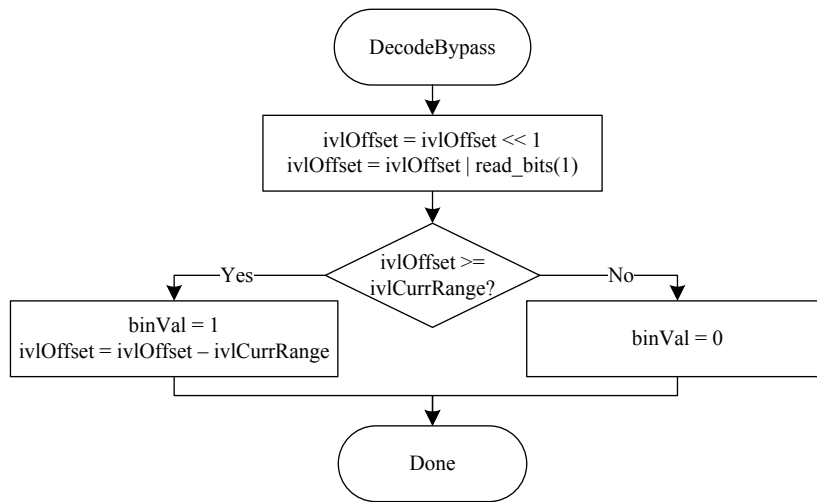 DecodeBypass
ivlOffset = ivlOffset << 1
ivlOffset = ivlOffset | read_bits(1)
ivlOffset >=
ivlCurrRange?
Yes
No
binVal = 1
ivlOffset = ivlOffset – ivlCurrRange
binVal = 0
Done